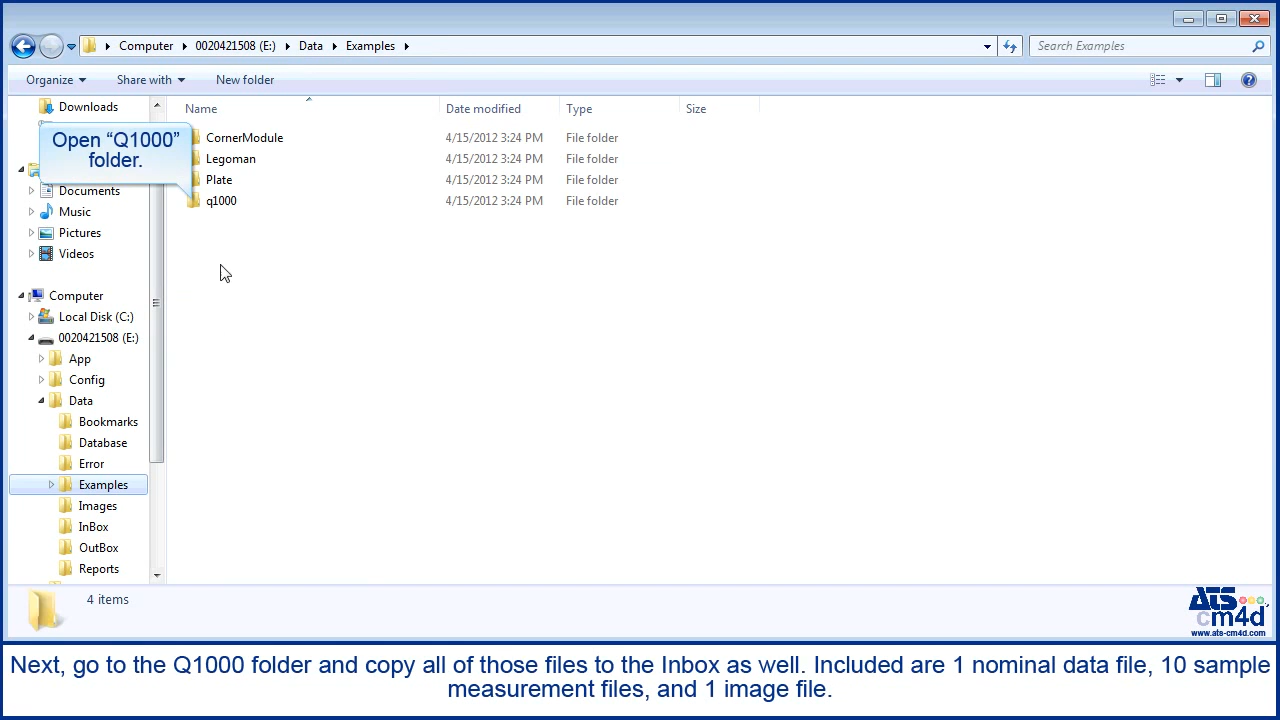 Computer
0020421508 (E:)
Data
Examples
Search Examples
Organize
Share with
New folder
Name
Date modified
Type
Size
Downloads
Open “Q1000”
folder.
Documents
Music
Pictures
Videos
Computer
Local Disk (C:)
0020421508 (E:)
App
Config
Data
Bookmarks
Database
Error
Examples
Images
InBox
OutBox
Reports
CornerModule 4/15/2012 3:24 PM File folder
Legoman 4/15/2012 3:24 PM File folder
Plate 4/15/2012 3:24 PM File folder
q1000 4/15/2012 3:24 PM File folder
4 items
ATS
cm4d
www.ats-cm4d.com
Next, go to the Q1000 folder and copy all of those files to the Inbox as well. Included are 1 nominal data file, 10 sample
measurement files, and 1 image file.